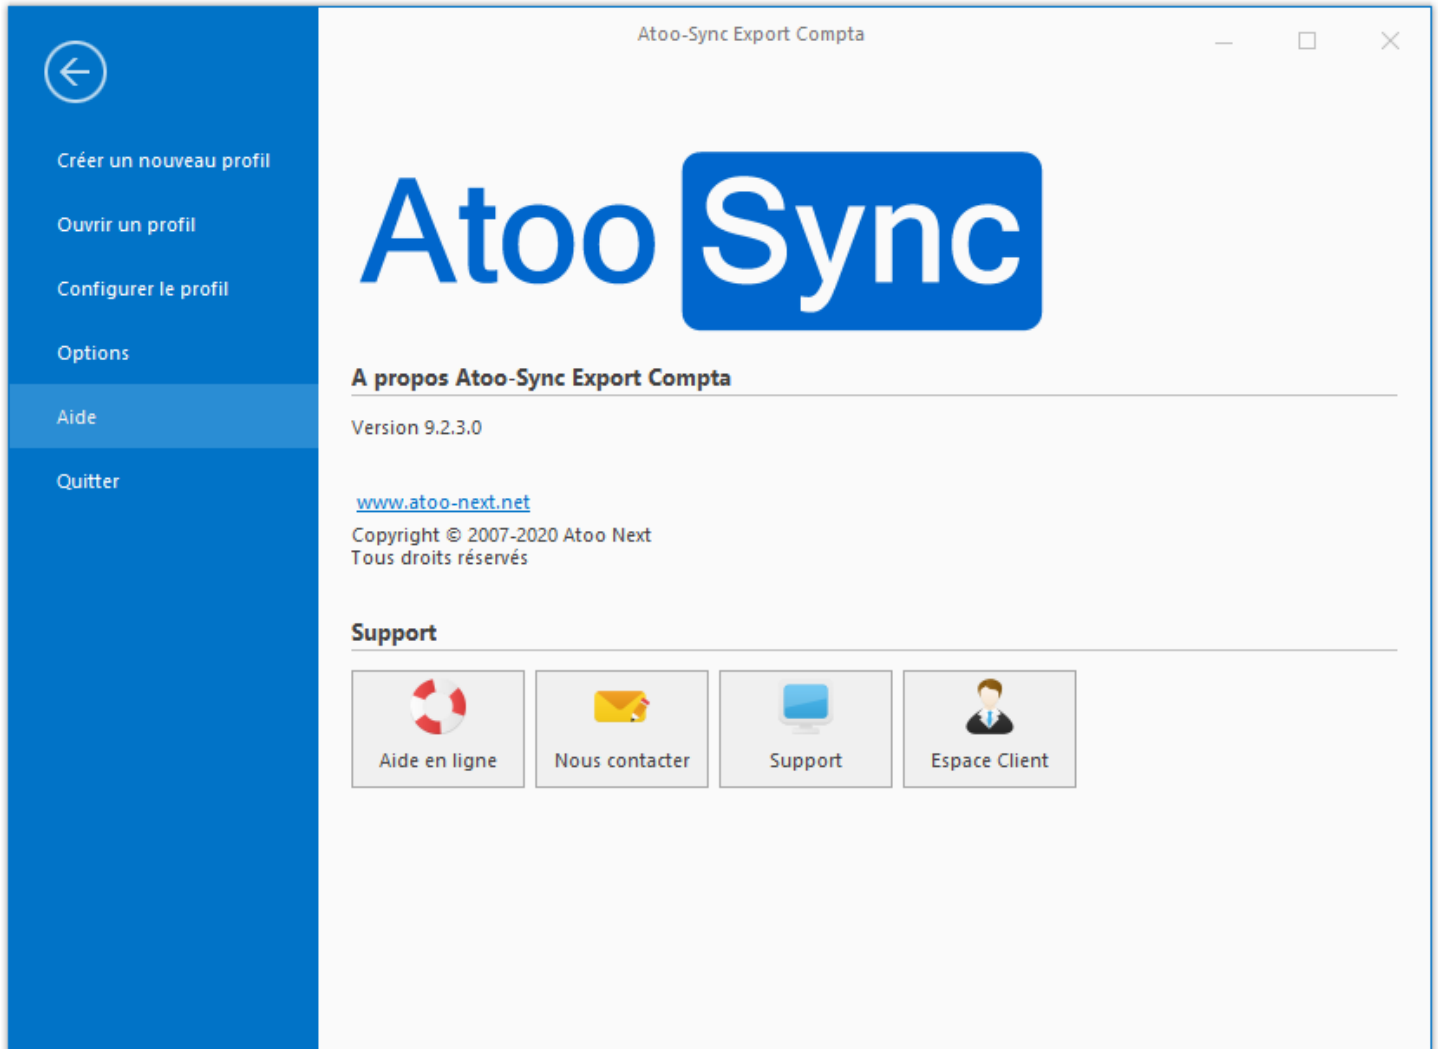 Atoo-Sync Export Compta
Créer un nouveau profil
Ouvrir un profil
Configurer le profil
Options
Aide
Quitter
Atoo Sync
A propos Atoo-Sync Export Compta
Version 9.2.3.0
www.atoo-next.net
Copyright © 2007-2020 Atoo Next
Tous droits réservés
Support
Aide en ligne
Nous contacter
Support
Espace Client